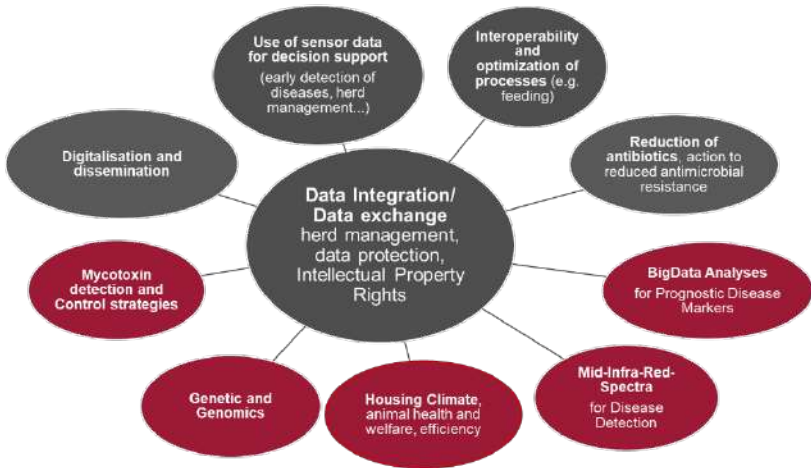 Use of sensor data
for decision support
(early detection of
diseases, herd
management...)
Interoperability
and
optimization of
processes (e.g.
feeding)
Digitalisation and
dissemination
Reduction of
antibiotics, action to
reduced antimicrobial
resistance
Data Integration/
Data exchange
herd management,
data protection,
Intellectual Property
Rights
Mycotoxin
detection and
Control strategies
BigData Analyses
for Prognostic Disease
Markers
Genetic and
Genomics
Housing Climate,
animal health and
welfare, efficiency
Mid-Infra-Red-
Spectra
for Disease
Detection